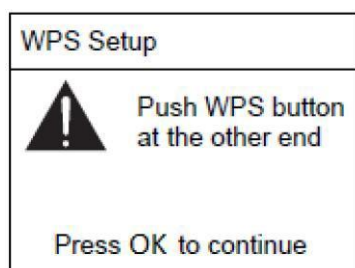 WPS Setup
Push WPS button
at the other end
Press OK to continue